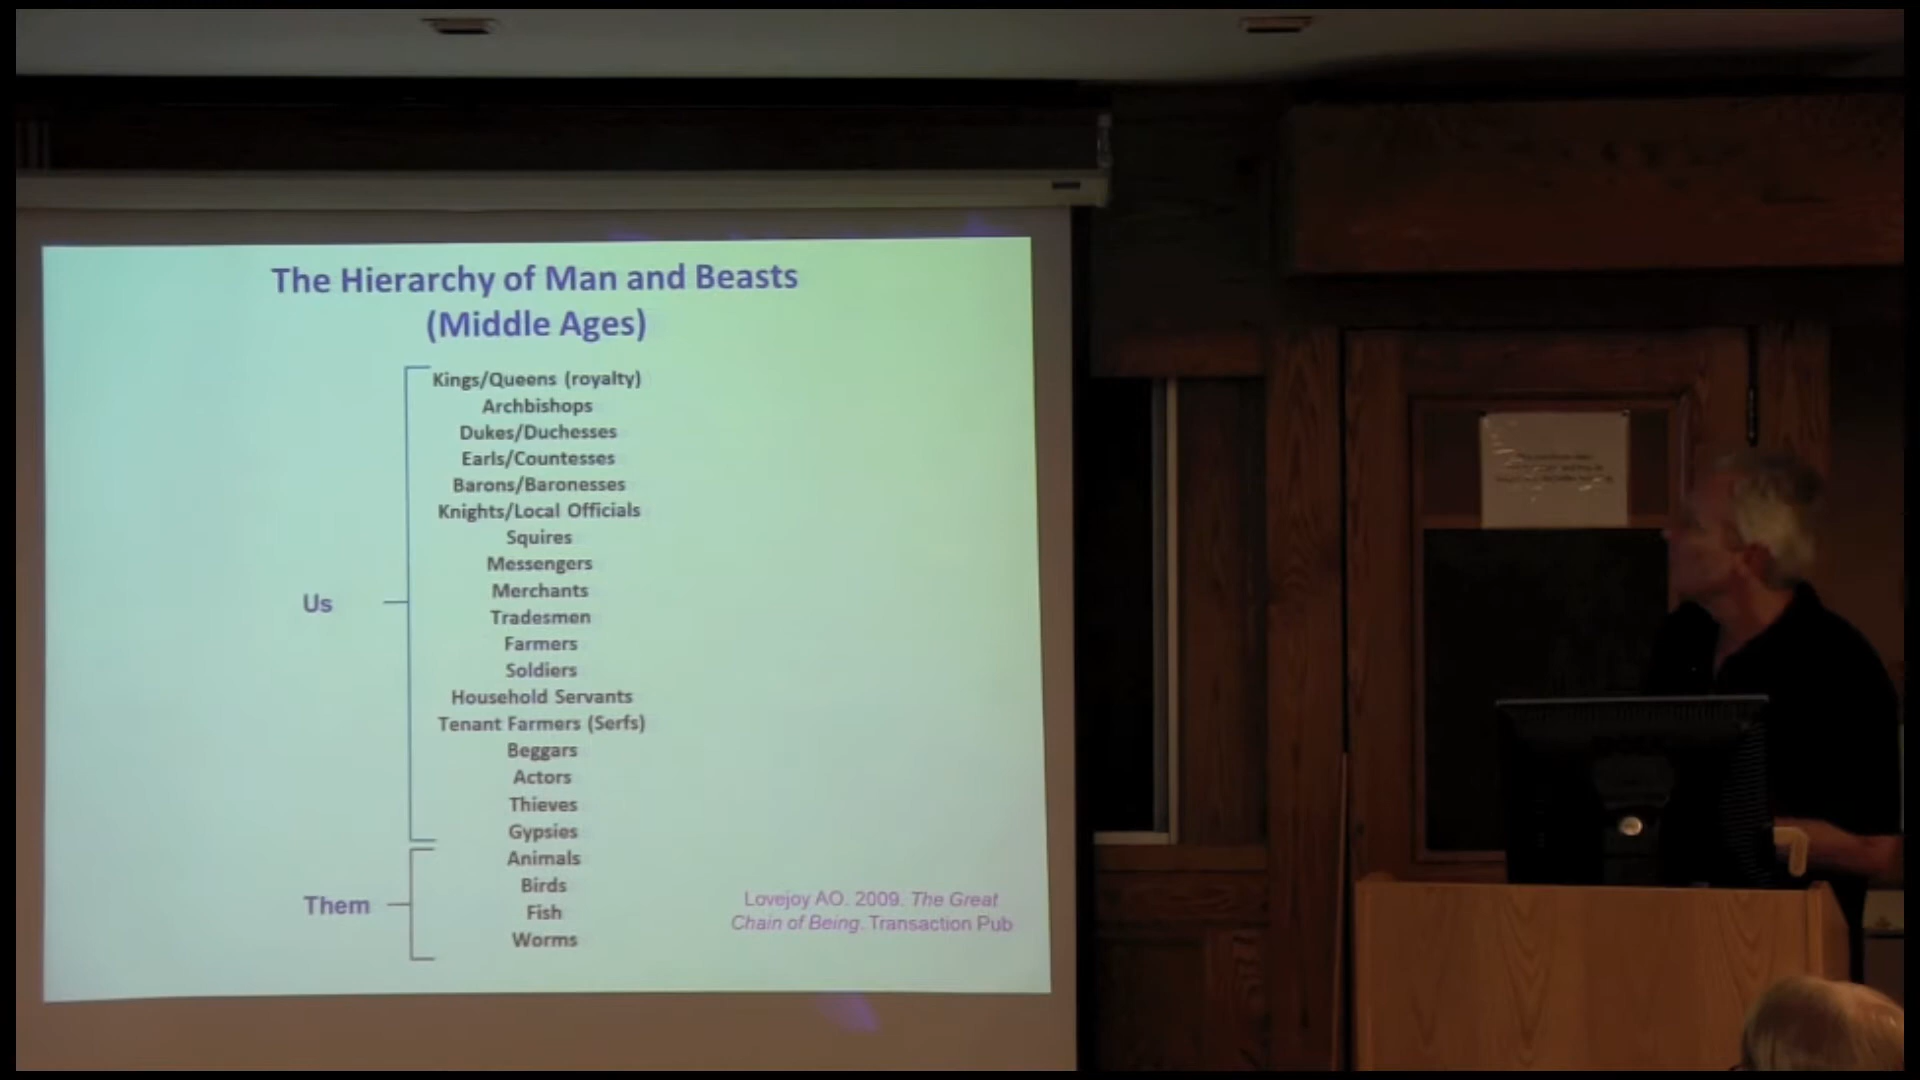 The Hierarchy of Man and Beasts
(Middle Ages)
Kings/Queens (royalty)
Archbishops
Dukes/Duchesses
Earls/Countesses
Barons/Baronesses
Knights/Local Officials
Squires
Messengers
Merchants
Tradesmen
Farmers
Soldiers
Household Servants
Tenant Farmers (Serfs)
Beggars
Actors
Thieves
Gypsies
Us
Animals
Birds
Fish
Worms
Them
Lovejoy AO. 2009. The Great
Chain of Being. Transaction Pub